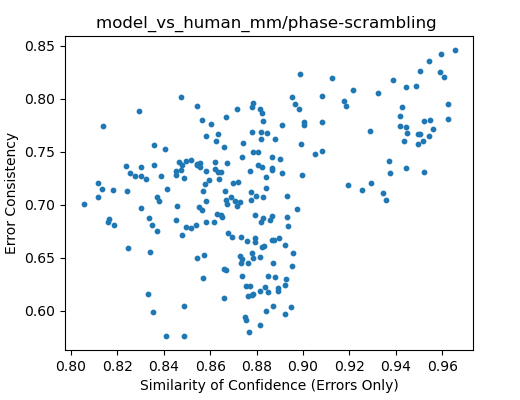 model_vs_human_mm/phase-scrambling
0.85
0.80
0.75
0.70
0.65
0.60
Error Consistency
0.80 0.82 0.84 0.86 0.88 0.90 0.92 0.94 0.96
Similarity of Confidence (Errors Only)